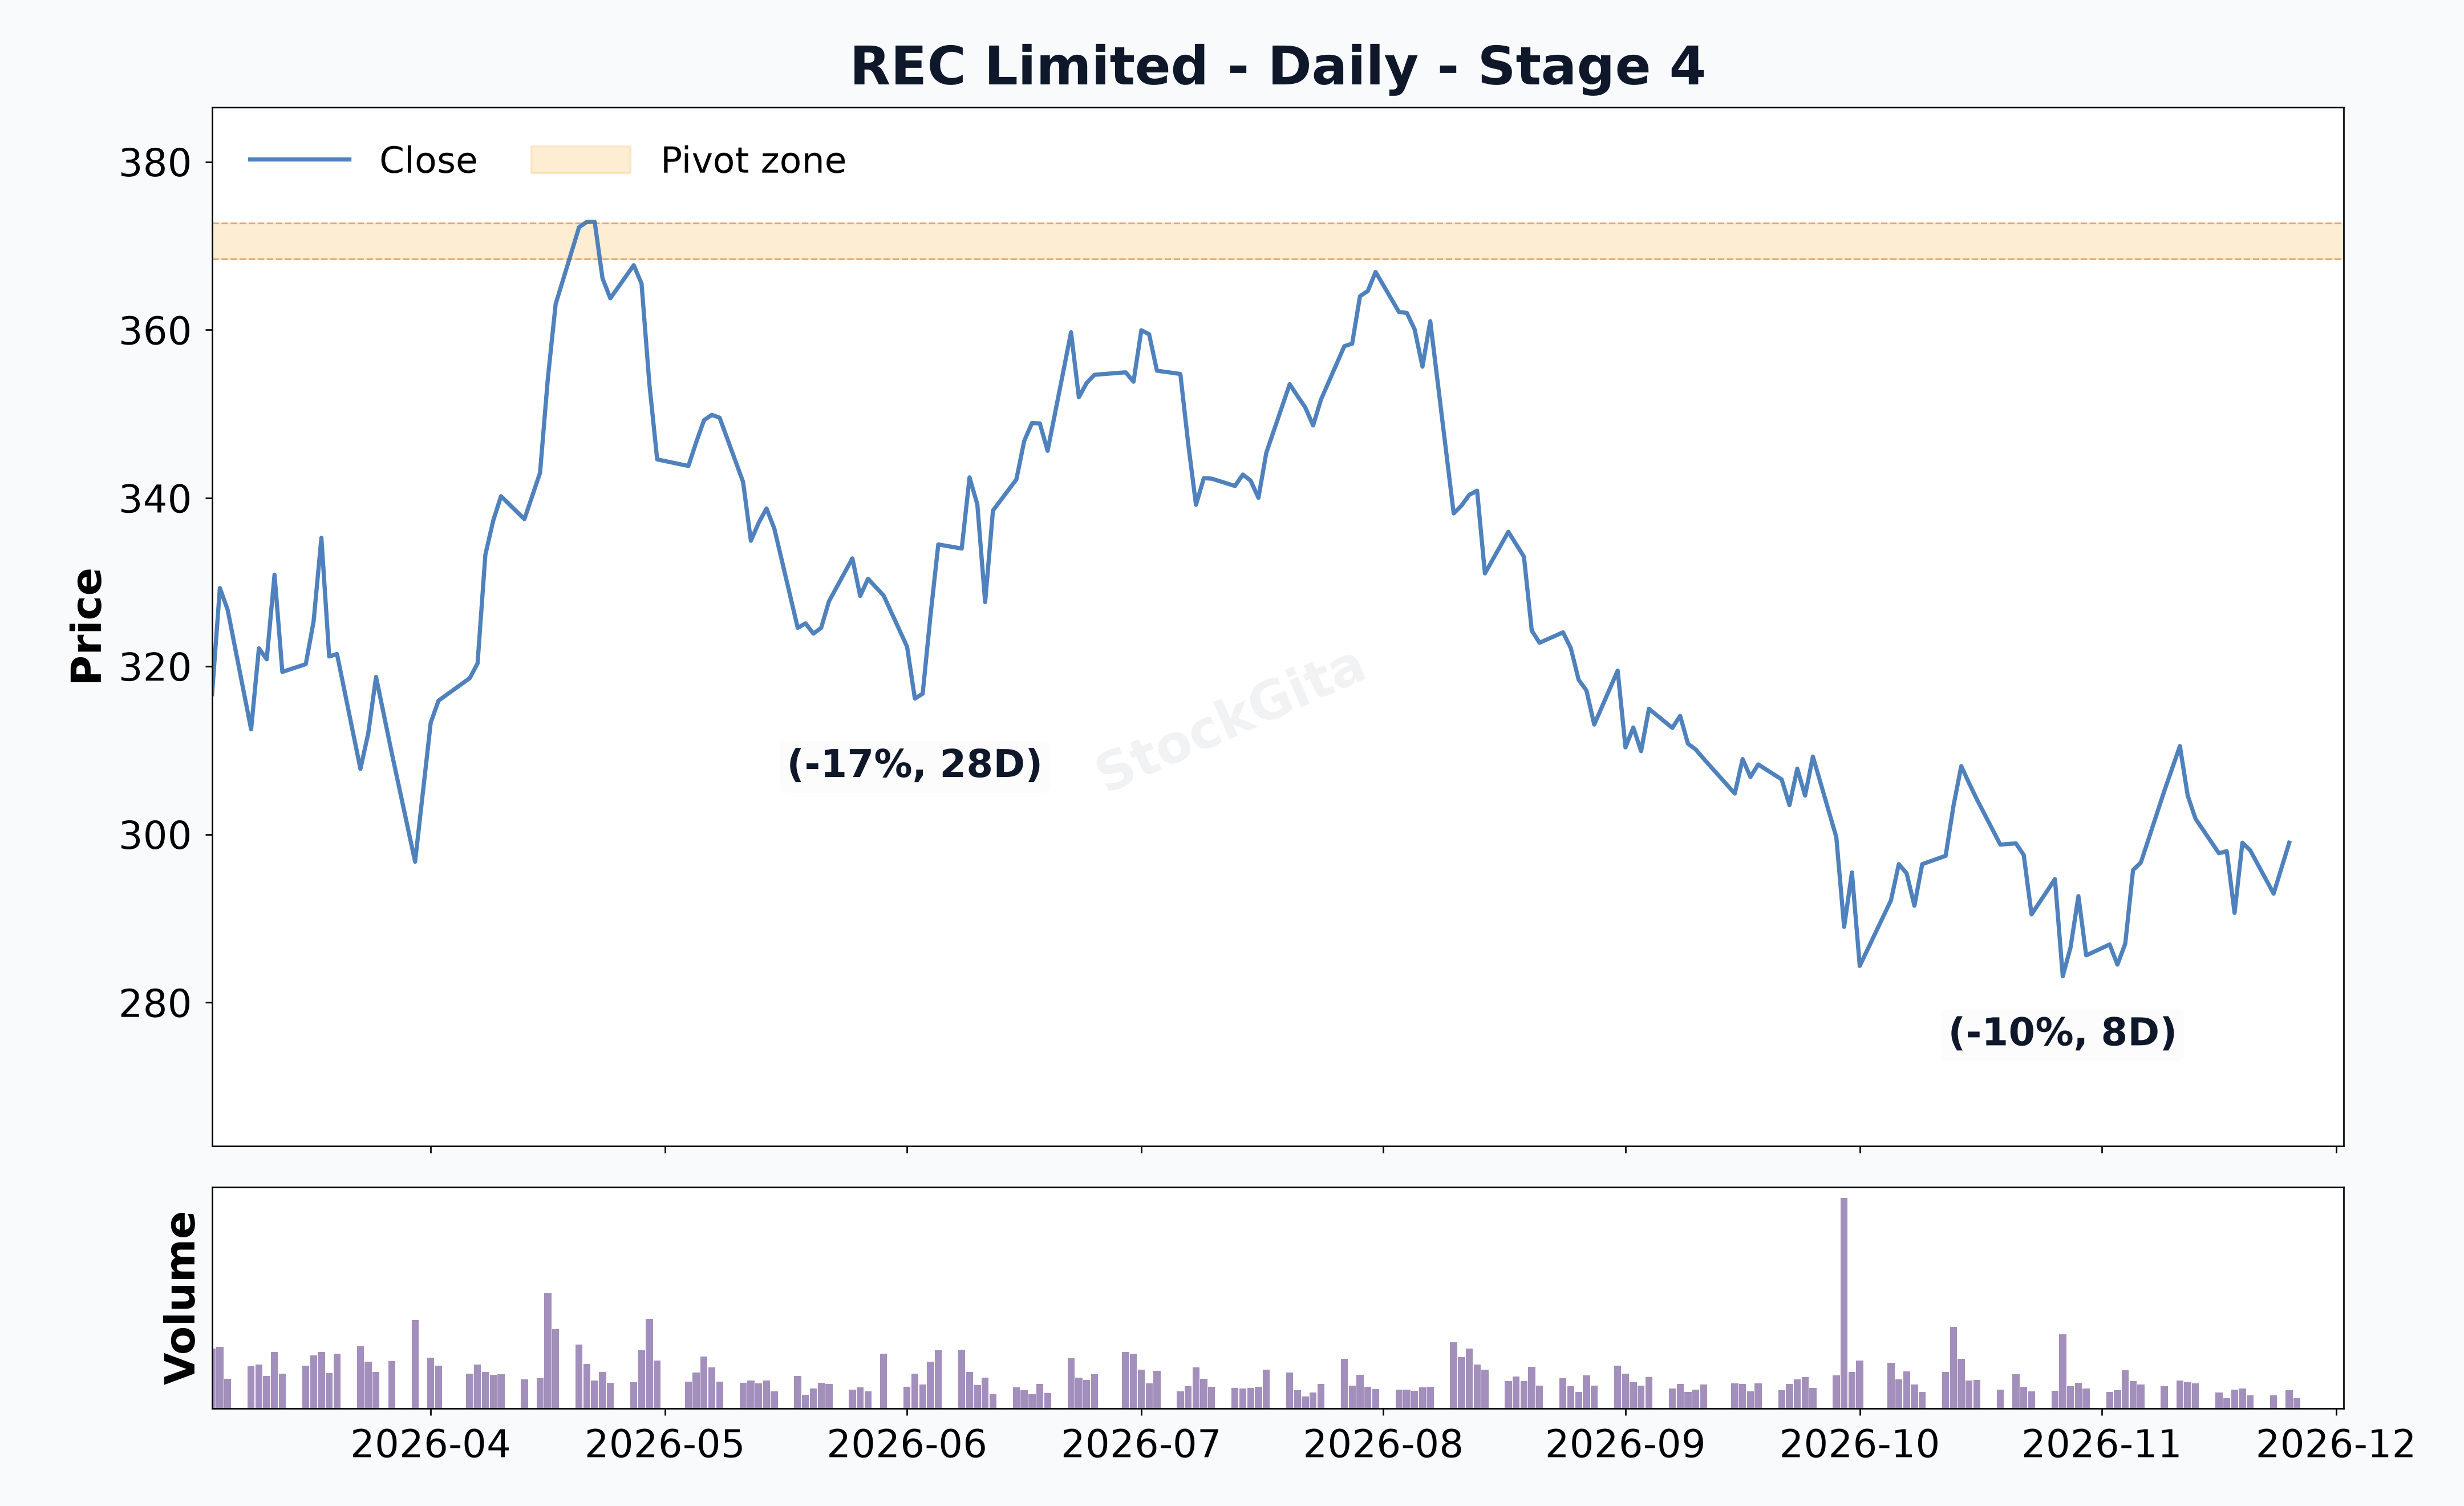 REC Limited - Daily - Stage 4
Close
Pivot zone
Price
380
360
340
320
300
280
StockGita
(-17%, 28D)
(-10%, 8D)
Volume
2026-04
2026-05
2026-06
2026-07
2026-08
2026-09
2026-10
2026-11
2026-12